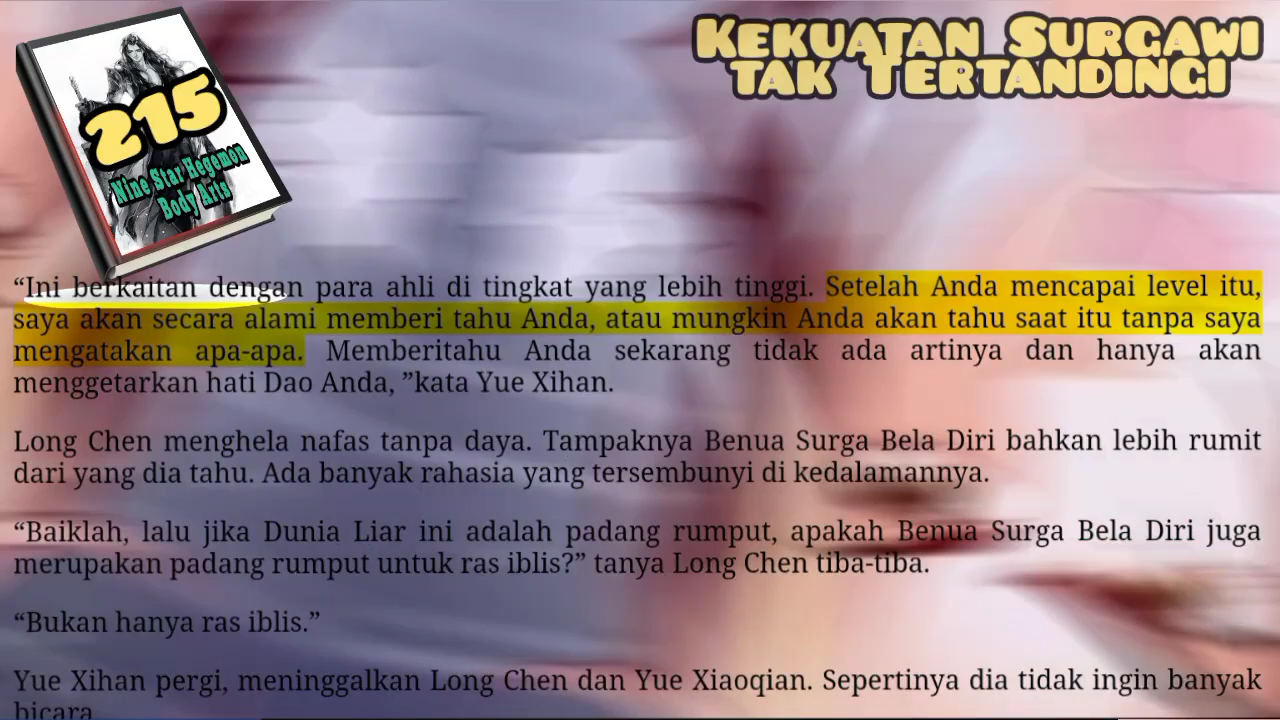 215
Nine Star Hegemon
Body Arts
KEKUATAN SURGAWI
TAK TERTANDINGI
“Ini berkaitan dengan para ahli di tingkat yang lebih tinggi. Setelah Anda mencapai level itu,
saya akan secara alami memberi tahu Anda, atau mungkin Anda akan tahu saat itu tanpa saya
mengatakan apa-apa. Memberitahu Anda sekarang tidak ada artinya dan hanya akan
menggetarkan hati Dao Anda, ”kata Yue Xihan.
Long Chen menghela nafas tanpa daya. Tampaknya Benua Surga Bela Diri bahkan lebih rumit
dari yang dia tahu. Ada banyak rahasia yang tersembunyi di kedalamannya.
“Baiklah, lalu jika Dunia Liar ini adalah padang rumput, apakah Benua Surga Bela Diri juga
merupakan padang rumput untuk ras iblis?” tanya Long Chen tiba-tiba.
“Bukan hanya ras iblis.”
Yue Xihan pergi, meninggalkan Long Chen dan Yue Xiaoqian. Sepertinya dia tidak ingin banyak
bicara